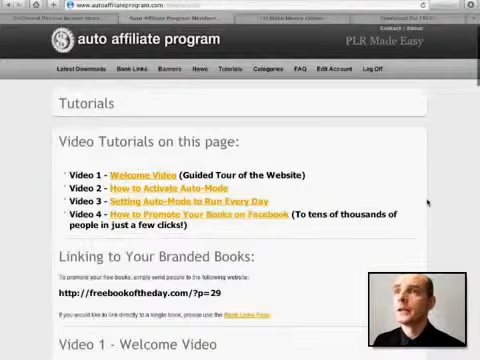 www.autoaffiliateprogram.com
Auto Affiliate Program Members
Contact | About
auto affiliate program
PLR Made Easy
Latest Downloads Book Links Banners News Tutorials Categories FAQ Edit Account Log Off
Tutorials
Video Tutorials on this page:
Video 1 - Welcome Video (Guided Tour of the Website)
Video 2 - How to Activate Auto-Mode
Video 3 - Setting Auto-Mode to Run Every Day
Video 4 - How to Promote Your Books on Facebook (To tens of thousands of
people in just a few clicks!)
Linking to Your Branded Books:
To promote your free books, simply send people to the following website:
http://freebookoftheday.com/?p=29
If you would like to link directly to a single book, please use the Book Links Page.
Video 1 - Welcome Video